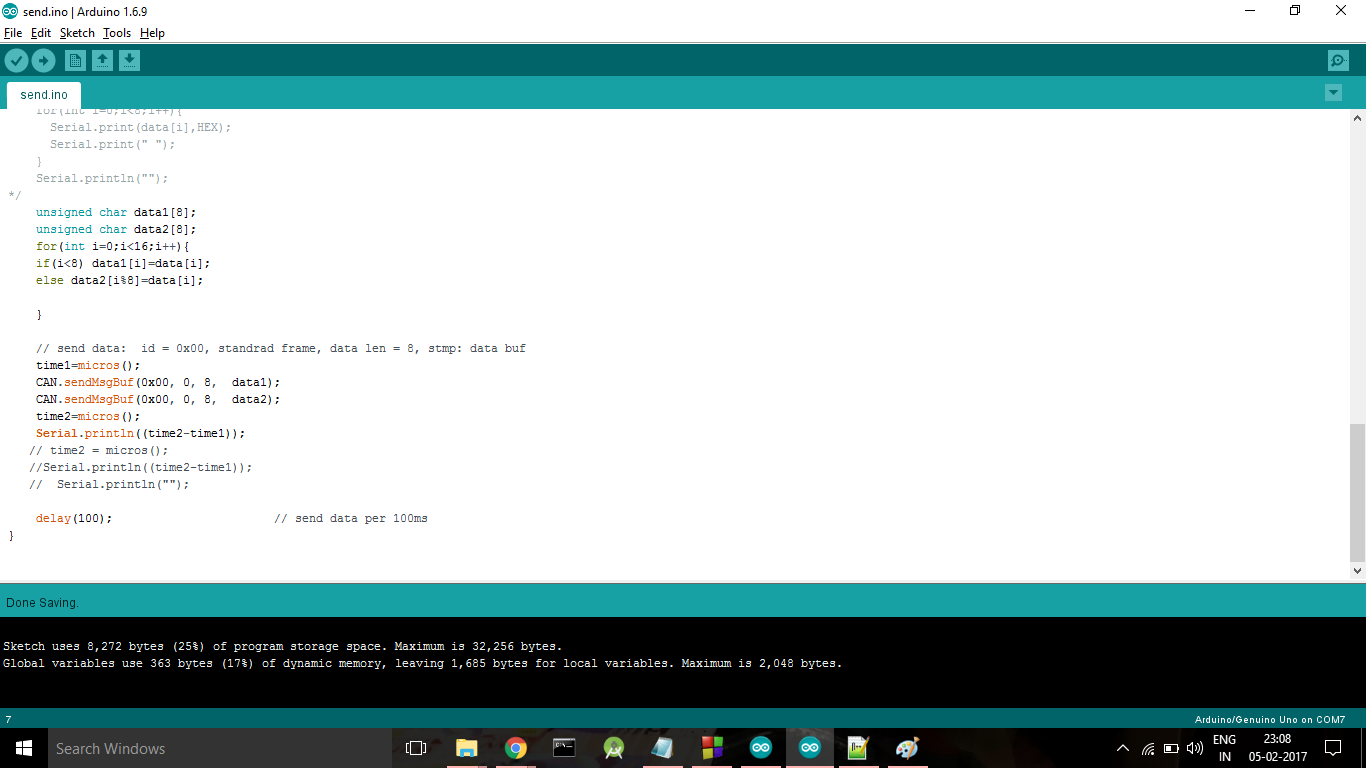 send.ino | Arduino 1.6.9
File Edit Sketch Tools Help
send.ino
for(int i=0;i<8;i++){
Serial.print(data[i],HEX);
Serial.print(" ");
}
Serial.println("");
*/
unsigned char data1[8];
unsigned char data2[8];
for(int i=0;i<16;i++){
if(i<8) data1[i]=data[i];
else data2[i%8]=data[i];
}
// send data:  id = 0x00, standrad frame, data len = 8, stmp: data buf
time1=micros();
CAN.sendMsgBuf(0x00, 0, 8,  data1);
CAN.sendMsgBuf(0x00, 0, 8,  data2);
time2=micros();
Serial.println((time2-time1));
// time2 = micros();
//Serial.println((time2-time1));
//  Serial.println("");
delay(100);                       // send data per 100ms
}
Done Saving.
Sketch uses 8,272 bytes (25%) of program storage space. Maximum is 32,256 bytes.
Global variables use 363 bytes (17%) of dynamic memory, leaving 1,685 bytes for local variables. Maximum is 2,048 bytes.
7 Arduino/Genuino Uno on COM7
Search Windows
ENG 23:08
IN 05-02-2017